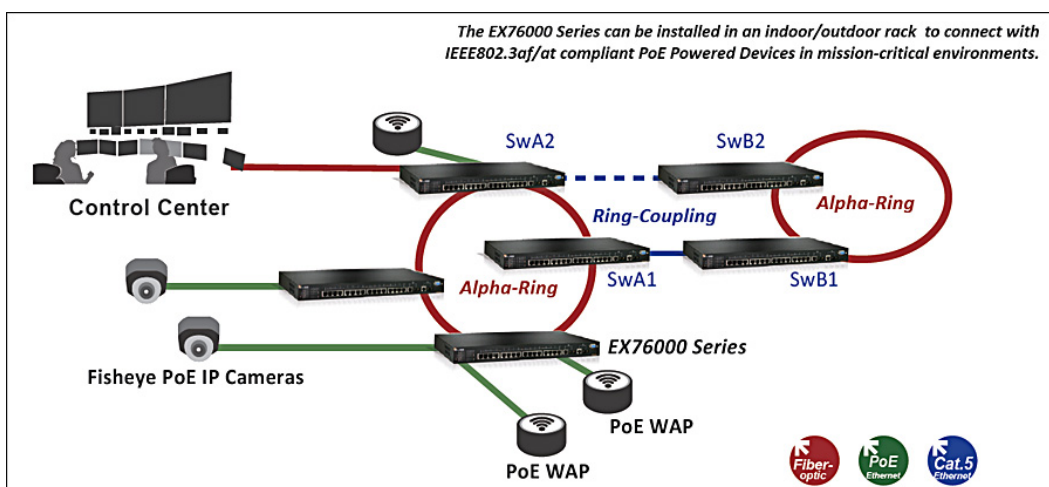 The EX76000 Series can be installed in an indoor/outdoor rack to connect with
IEEE802.3af/at compliant PoE Powered Devices in mission-critical environments.
SwA2
SwB2
Control Center
Ring-Coupling
Alpha-Ring
Alpha-Ring
SwA1
SwB1
EX76000 Series
Fisheye PoE IP Cameras
PoE WAP
PoE WAP
Fiber-
optic
PoE
Ethernet
Cat.5
Ethernet